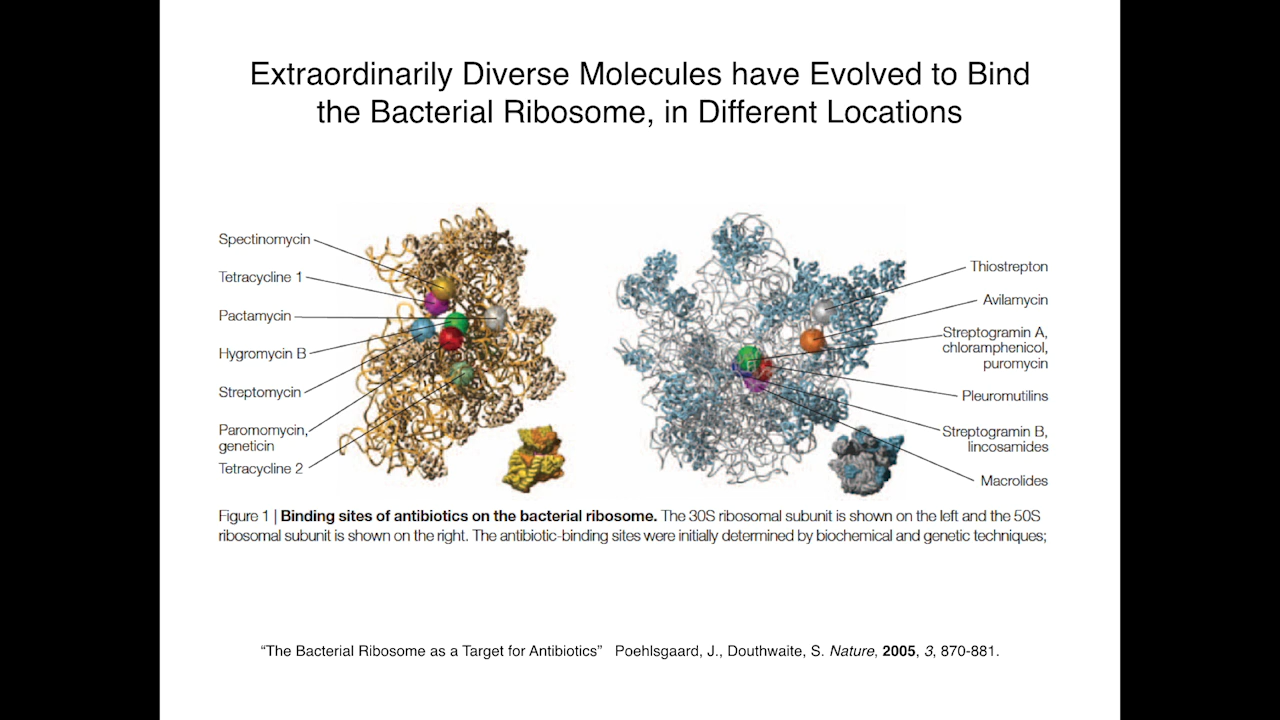 Extraordinarily Diverse Molecules have Evolved to Bind
the Bacterial Ribosome, in Different Locations
Spectinomycin
Tetracycline 1
Pactamycin
Hygromycin B
Streptomycin
Paromomycin,
geneticin
Tetracycline 2
Thiostrepton
Avilamycin
Streptogramin A,
chloramphenicol,
puromycin
Pleuromutilins
Streptogramin B,
lincosamides
Macrolides
Figure 1 | Binding sites of antibiotics on the bacterial ribosome. The 30S ribosomal subunit is shown on the left and the 50S
ribosomal subunit is shown on the right. The antibiotic-binding sites were initially determined by biochemical and genetic techniques;
“The Bacterial Ribosome as a Target for Antibiotics” Poehlsgaard, J., Douthwaite, S. Nature, 2005, 3, 870-881.